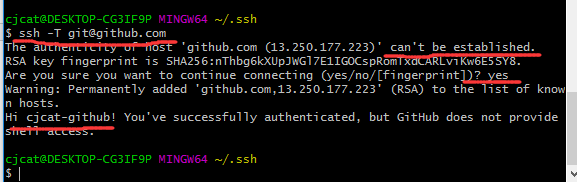 cjcat@DESKTOP-CG3IF9P MINGW64 ~/.ssh
$ ssh -T git@github.com
The authenticity of host 'github.com (13.250.177.223)' can't be established.
RSA key fingerprint is SHA256:nThbg6kXUpJWGl7E1IGOCspRomTxdCARLviKw6E5SY8.
Are you sure you want to continue connecting (yes/no/[fingerprint])? yes
Warning: Permanently added 'github.com,13.250.177.223' (RSA) to the list of know
n hosts.
Hi cjcat-github! You've successfully authenticated, but GitHub does not provide
shell access.
cjcat@DESKTOP-CG3IF9P MINGW64 ~/.ssh
$